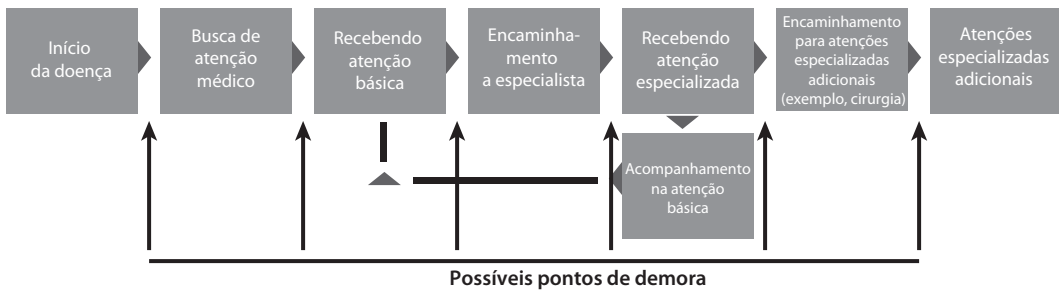 Início
da doença
Busca de
atenção
médico
Recebendo
atenção
básica
Encaminha-
mento
a especialista
Recebendo
atenção
especializada
Encaminhamento
para atenções
especializadas
adicionais
(exemplo, cirurgia)
Atenções
especializadas
adicionais
Acompanhamento
na atenção
básica
Possíveis pontos de demora